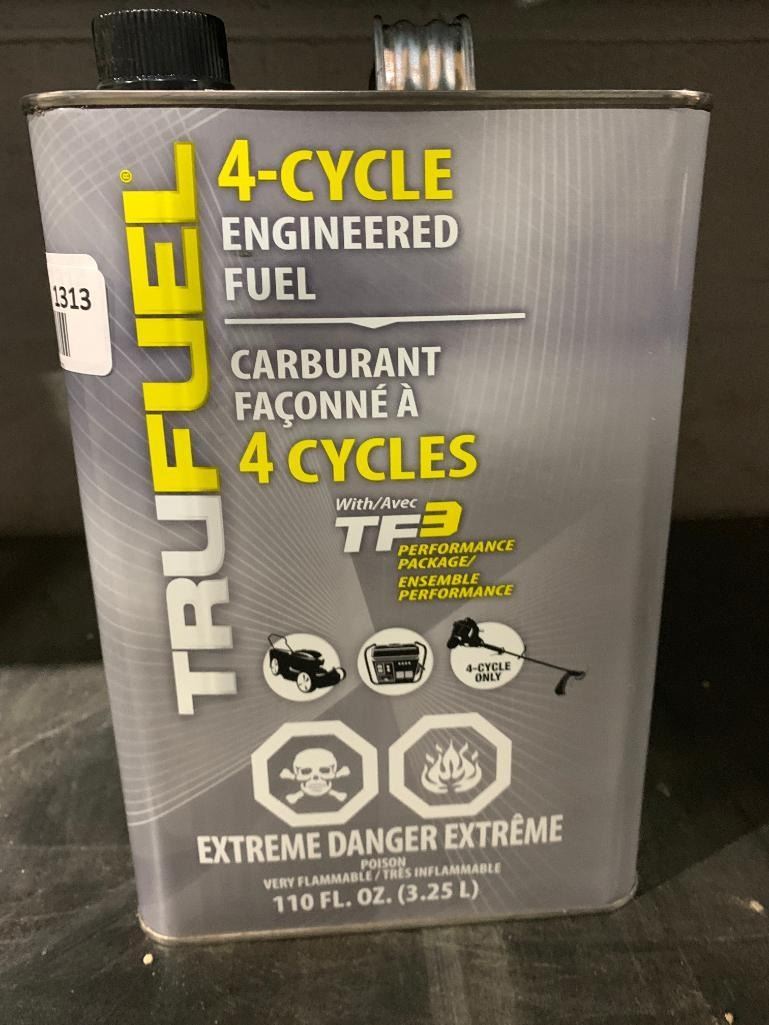 TRUFUEL®
4-CYCLE
ENGINEERED
FUEL
CARBURANT
FAÇONNÉ À
4 CYCLES
With/Avec
TF3
PERFORMANCE
PACKAGE/
ENSEMBLE
PERFORMANCE
1313
4-CYCLE
ONLY
EXTREME DANGER EXTRÊME
POISON
VERY FLAMMABLE / TRÈS INFLAMMABLE
110 FL. OZ. (3.25 L)